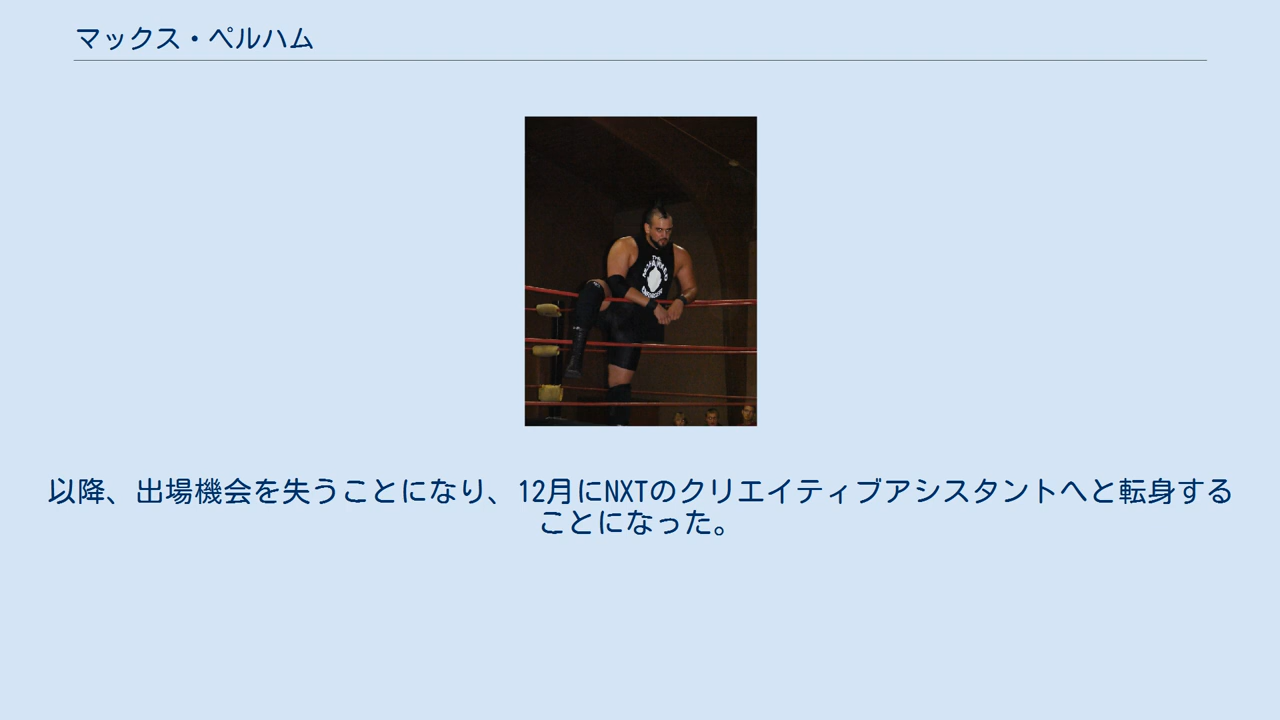 マックス・ペルハム
以降、出場機会を失うことになり、12月にNXTのクリエイティブアシスタントへと転身する
ことになった。